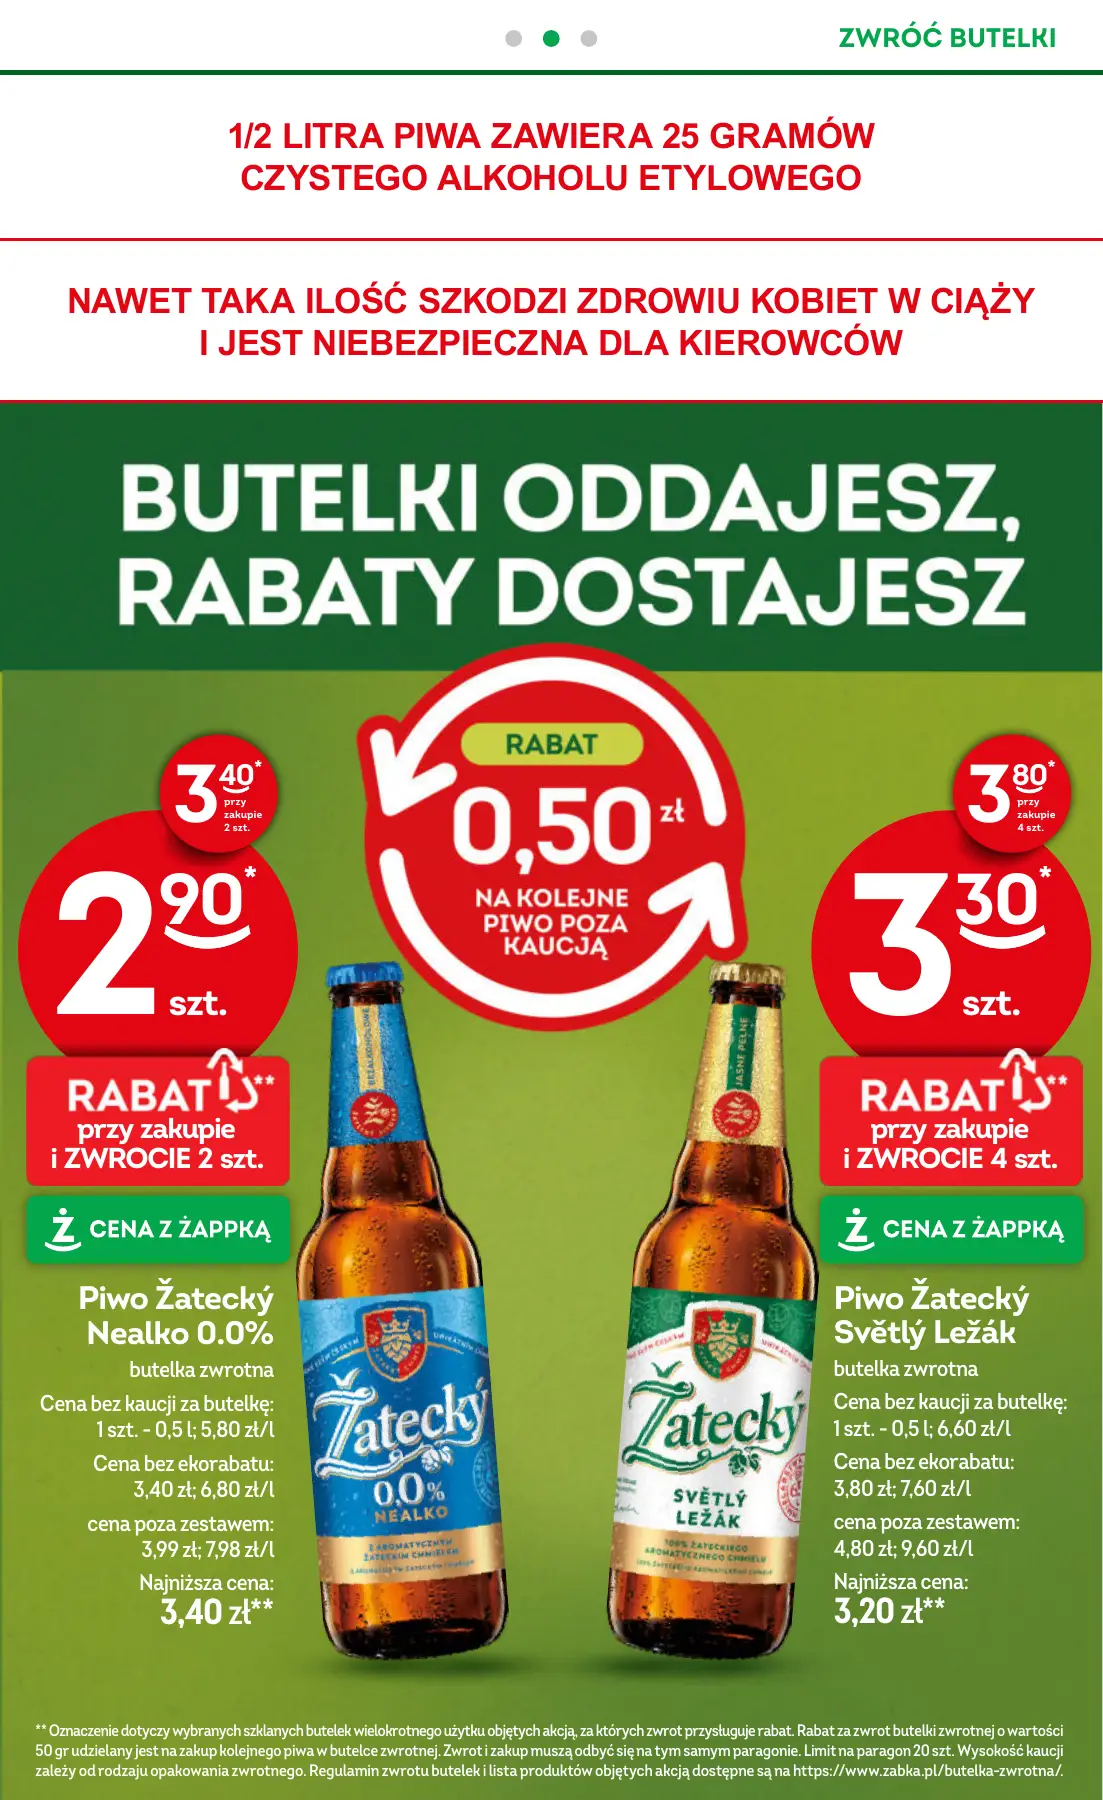 ZWRÓĆ BUTELKI
1/2 LITRA PIWA ZAWIERA 25 GRAMÓW
CZYSTEGO ALKOHOLU ETYLOWEGO
NAWET TAKA ILOŚĆ SZKODZI ZDROWIU KOBIET W CIĄŻY
I JEST NIEBEZPIECZNA DLA KIEROWCÓW
BUTELKI ODDAJESZ,
RABATY DOSTAJESZ
RABAT
0,50 zł
NA KOLEJNE
PIWO POZA
KAUCJĄ
3 40*
przy
zakupie
2 szt.
2 90*
szt.
RABAT**
przy zakupie
i ZWROCIE 2 szt.
Ż CENA Z ŻAPPKĄ
Piwo Žatecký
Nealko 0.0%
butelka zwrotna
Cena bez kaucji za butelkę:
1 szt. - 0,5 l; 5,80 zł/l
Cena bez ekorabatu:
3,40 zł; 6,80 zł/l
cena poza zestawem:
3,99 zł; 7,98 zł/l
Najniższa cena:
3,40 zł**
BEZALKOHOLOWE
Žatecký
0,0%
NEALKO
Z AROMATYCZNYM
ŽATECKIM CHMIELEM
JASNE PEŁNE
Žatecký
SVĚTLÝ
LEŽÁK
100% ŽATECKIEGO
AROMATYCZNEGO CHMIELU
3 80*
przy
zakupie
4 szt.
3 30*
szt.
RABAT**
przy zakupie
i ZWROCIE 4 szt.
Ż CENA Z ŻAPPKĄ
Piwo Žatecký
Světlý Ležák
butelka zwrotna
Cena bez kaucji za butelkę:
1 szt. - 0,5 l; 6,60 zł/l
Cena bez ekorabatu:
3,80 zł; 7,60 zł/l
cena poza zestawem:
4,80 zł; 9,60 zł/l
Najniższa cena:
3,20 zł**
** Oznaczenie dotyczy wybranych szklanych butelek wielokrotnego użytku objętych akcją, za których zwrot przysługuje rabat. Rabat za zwrot butelki zwrotnej o wartości
50 gr udzielany jest na zakup kolejnego piwa w butelce zwrotnej. Zwrot i zakup muszą odbyć się na tym samym paragonie. Limit na paragon 20 szt. Wysokość kaucji
zależy od rodzaju opakowania zwrotnego. Regulamin zwrotu butelek i lista produktów objętych akcją dostępne są na https://www.zabka.pl/butelka-zwrotna/.